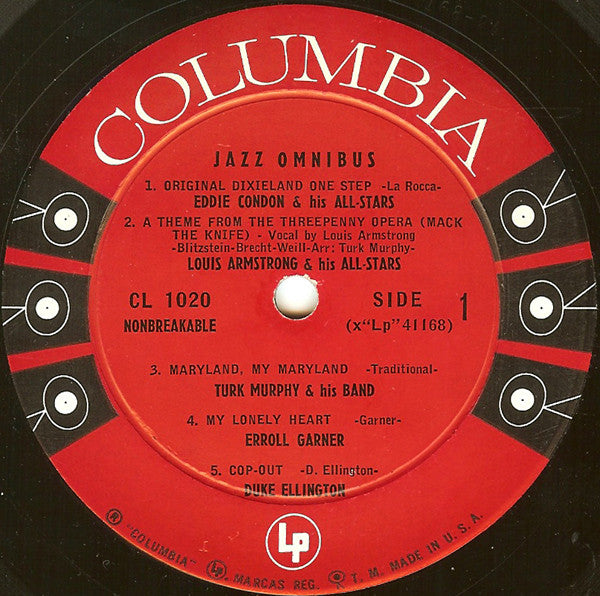 COLUMBIA
JAZZ OMNIBUS
1. ORIGINAL DIXIELAND ONE STEP -La Rocca-
EDDIE CONDON & his ALL-STARS
2. A THEME FROM THE THREEPENNY OPERA (MACK
THE KNIFE) - Vocal by Louis Armstrong
-Blitzstein-Brecht-Weill-Arr: Turk Murphy-
LOUIS ARMSTRONG & his ALL-STARS
CL 1020
NONBREAKABLE
SIDE 1
(x"Lp"41168)
3. MARYLAND, MY MARYLAND -Traditional-
TURK MURPHY & his BAND
4. MY LONELY HEART -Garner-
ERROLL GARNER
5. COP-OUT -D. Ellington-
DUKE ELLINGTON
Lp
® "COLUMBIA" Lp. MARCAS REG. T. M. MADE IN U. S. A.